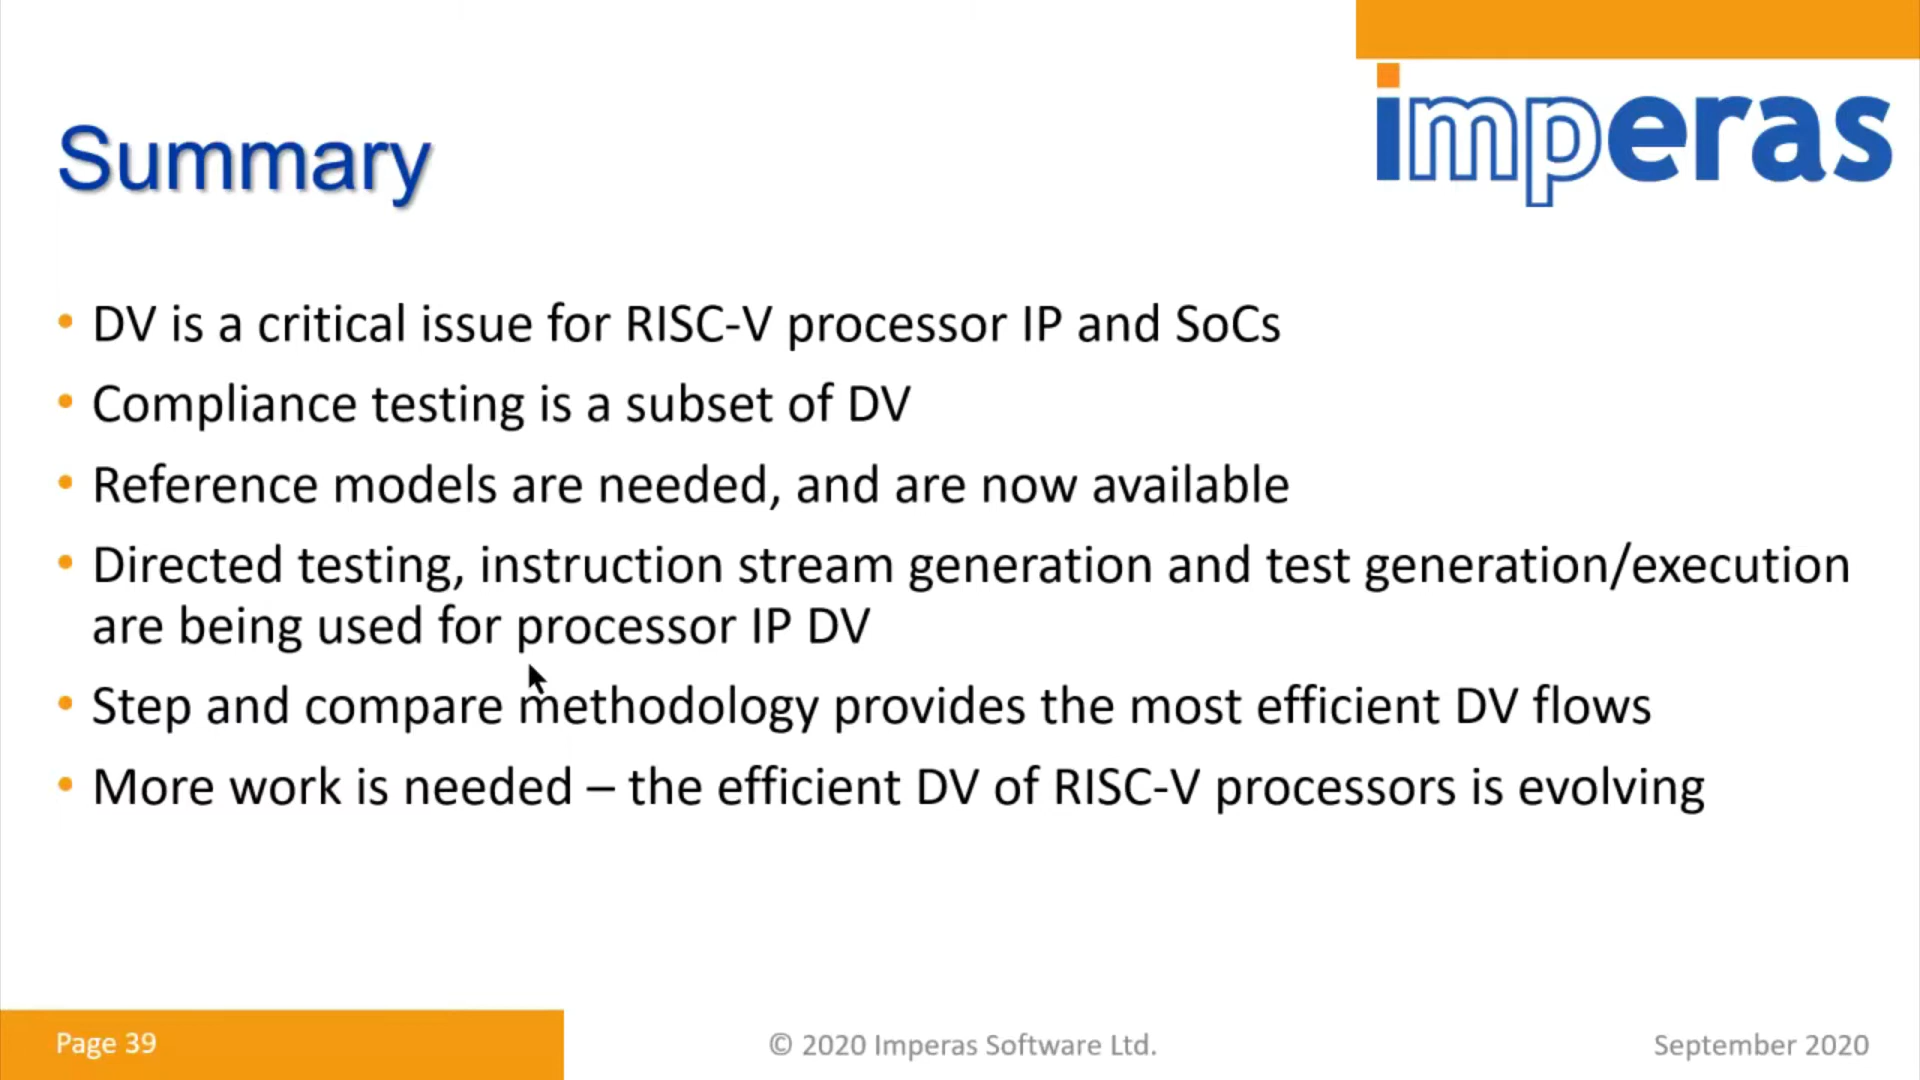 imperas
Summary
• DV is a critical issue for RISC-V processor IP and SoCs
• Compliance testing is a subset of DV
• Reference models are needed, and are now available
• Directed testing, instruction stream generation and test generation/execution
are being used for processor IP DV
• Step and compare methodology provides the most efficient DV flows
• More work is needed – the efficient DV of RISC-V processors is evolving
Page 39
© 2020 Imperas Software Ltd.
September 2020